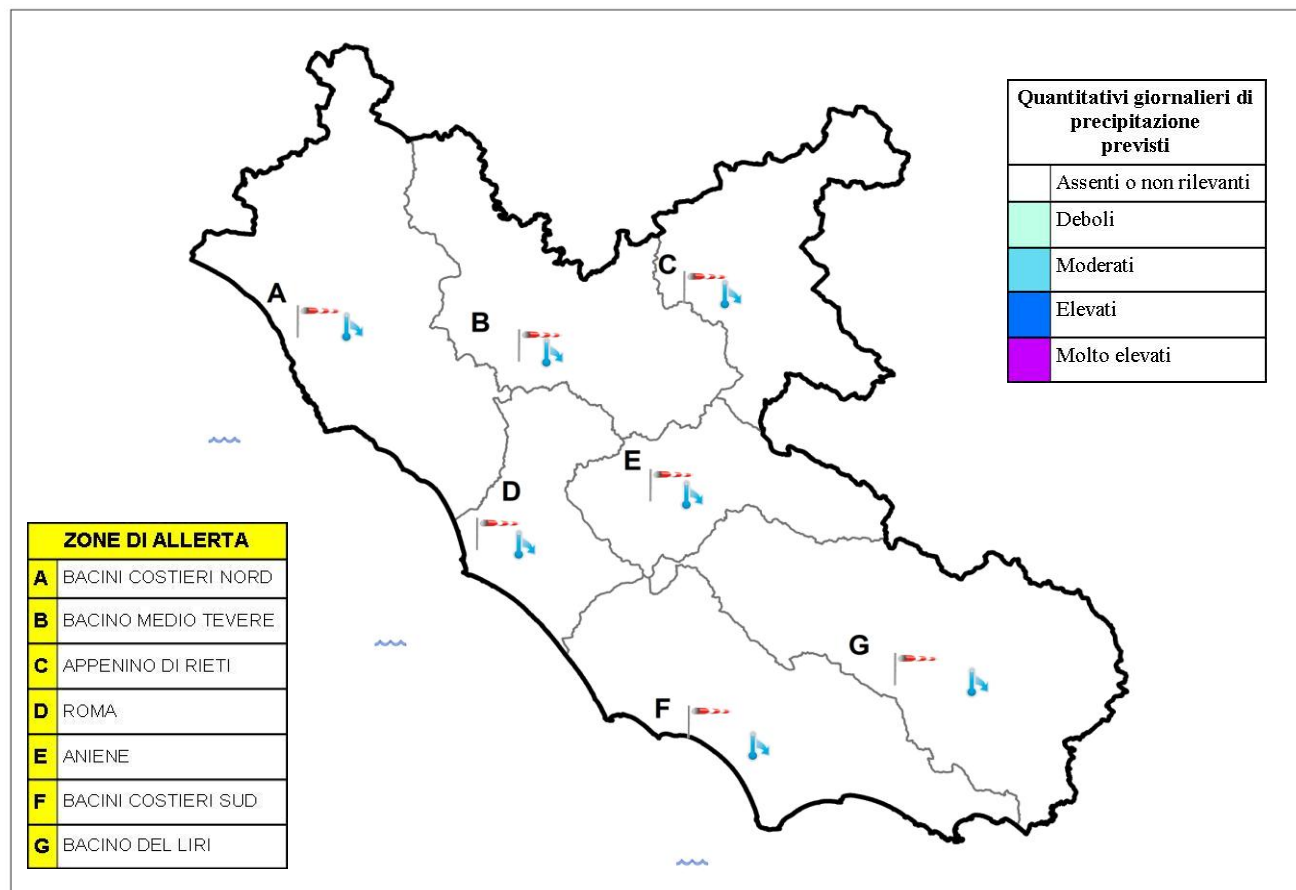 Quantitativi giornalieri di
precipitazione
previsti
Assenti o non rilevanti
Deboli
Moderati
Elevati
Molto elevati
A
B
C
D
E
F
G
ZONE DI ALLERTA
A BACINI COSTIERI NORD
B BACINO MEDIO TEVERE
C APPENINO DI RIETI
D ROMA
E ANIENE
F BACINI COSTIERI SUD
G BACINO DEL LIRI